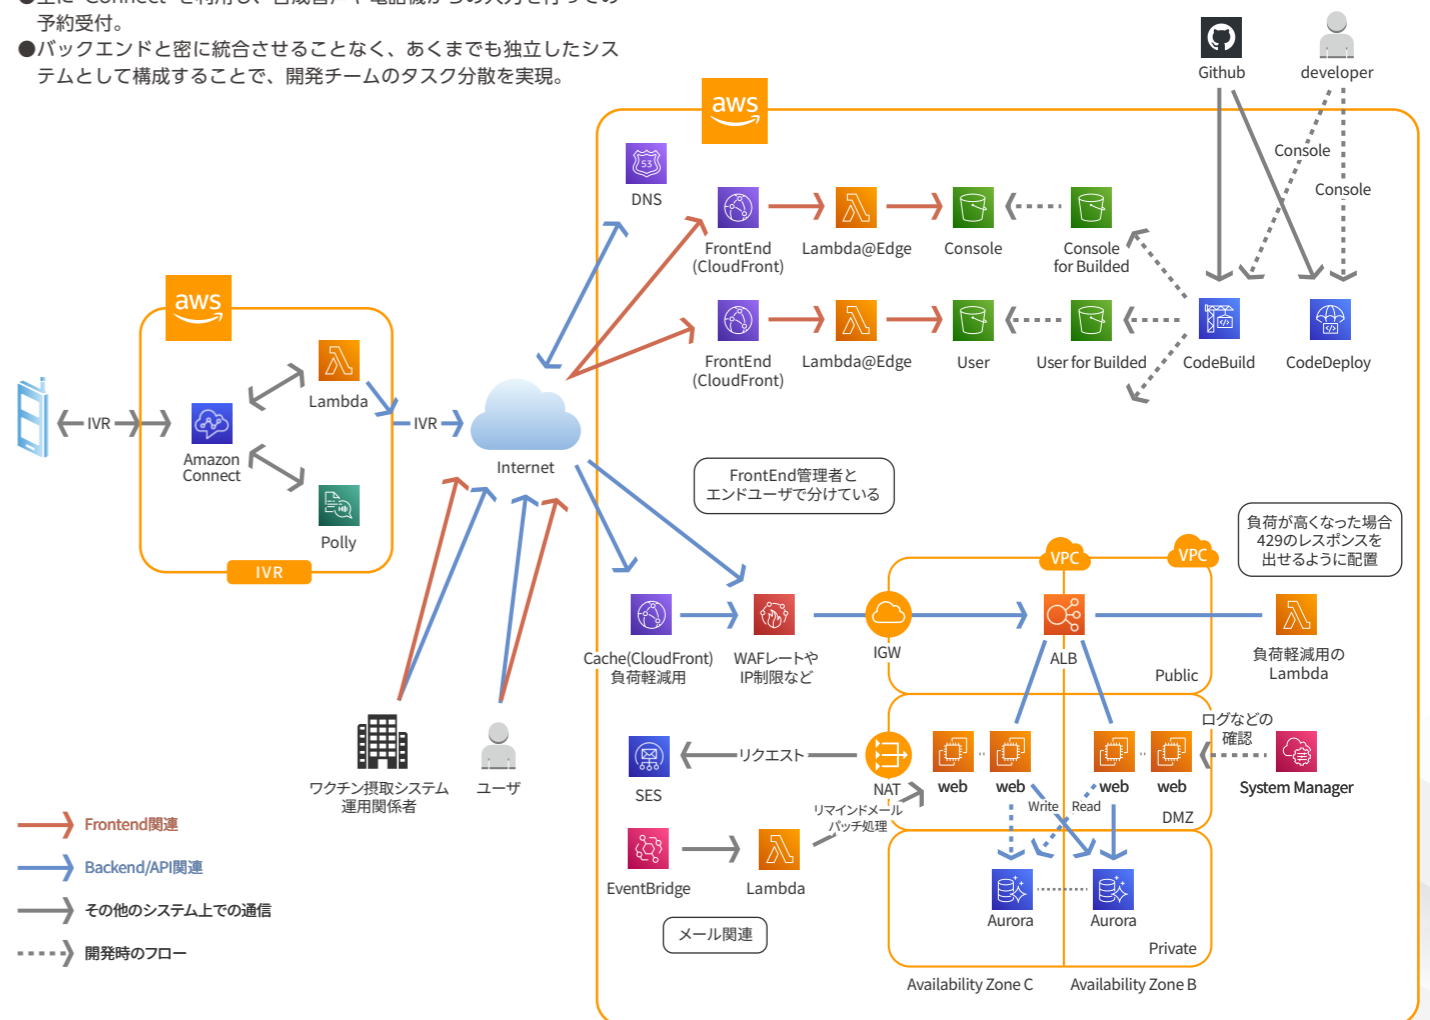 予約受付。
●バックエンドと密に統合させることなく、あくまでも独立したシス
テムとして構成することで、開発チームのタスク分散を実現。
Github
developer
aws
Console
Console
53
DNS
FrontEnd
(CloudFront)
Lambda@Edge
Console
Console
for Builded
FrontEnd
(CloudFront)
Lambda@Edge
User
User for Builded
CodeBuild
CodeDeploy
aws
Lambda
IVR
Amazon
Connect
Polly
IVR
IVR
Internet
FrontEnd管理者と
エンドユーザで分けている
負荷が高くなった場合
429のレスポンスを
出せるように配置
VPC
VPC
Cache(CloudFront)
負荷軽減用
WAFレートや
IP制限など
IGW
ALB
Public
負荷軽減用の
Lambda
ワクチン摂取システム
運用関係者
ユーザ
SES
リクエスト
NAT
web
web
web
web
ログなどの
確認
System Manager
リマインドメール
バッチ処理
Write
Read
DMZ
EventBridge
Lambda
メール関連
Aurora
Aurora
Private
Availability Zone C
Availability Zone B
Frontend関連
Backend/API関連
その他のシステム上での通信
開発時のフロー